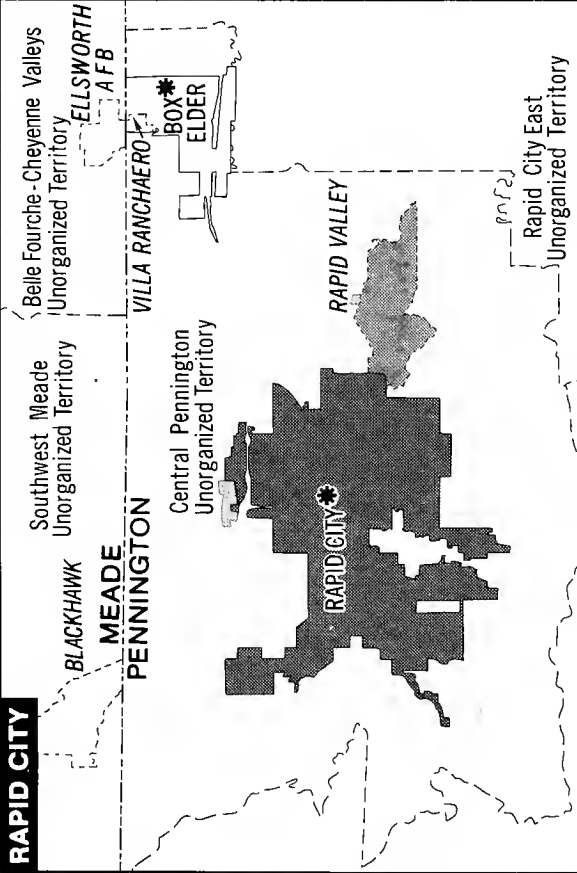 RAPID CITY
BLACKHAWK
Southwest Meade
Unorganized Territory
Belle Fourche-Cheyenne Valleys
Unorganized Territory
ELLSWORTH
AFB
MEADE
PENNINGTON
VILLA RANCHAERO
BOX
ELDER
Central Pennington
Unorganized Territory
RAPID CITY
RAPID VALLEY
Rapid City East
Unorganized Territory